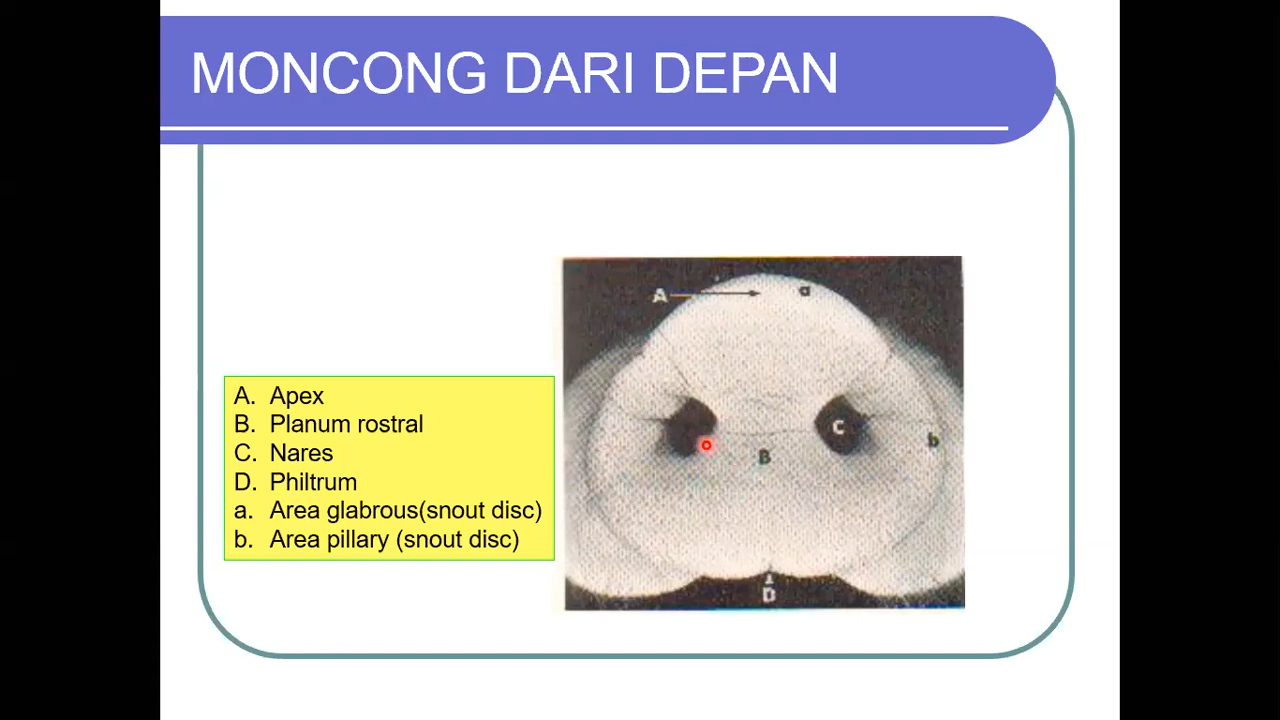 MONCONG DARI DEPAN
A
a
A. Apex
B. Planum rostral
C. Nares
D. Philtrum
a. Area glabrous(snout disc)
b. Area pillary (snout disc)
C
b
B
D